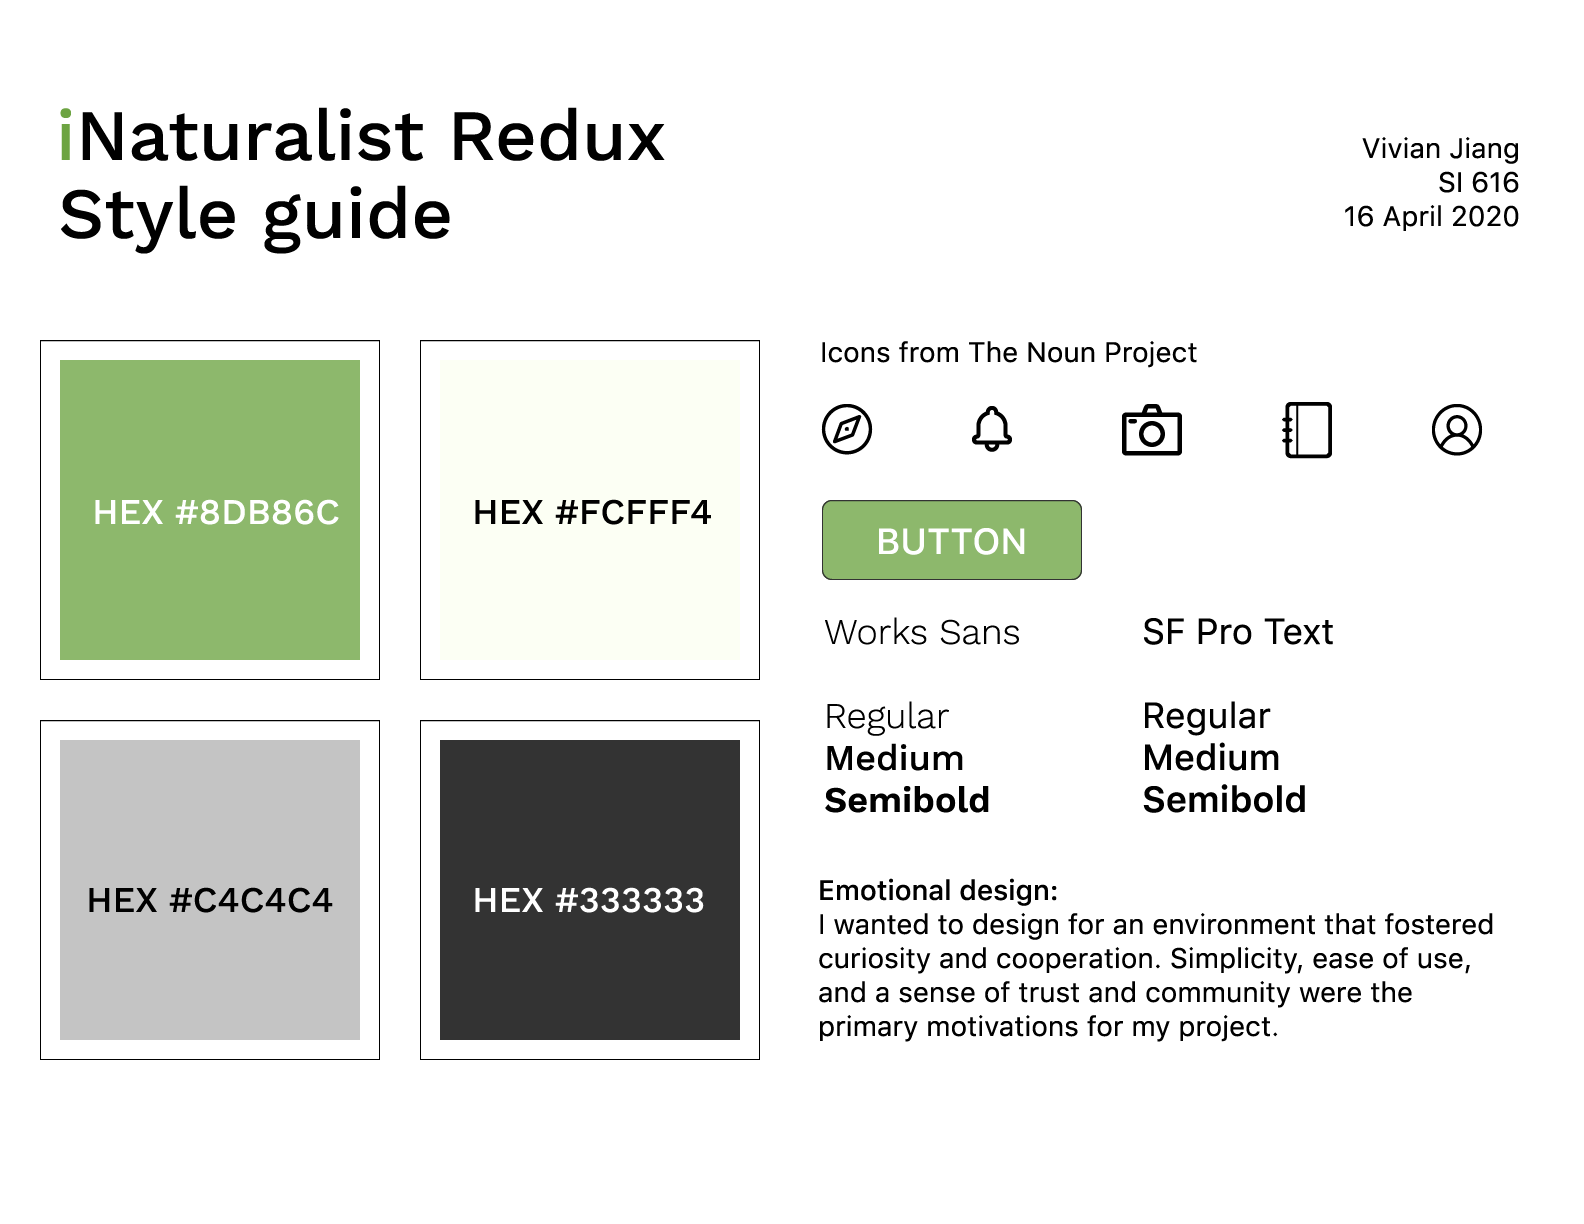 iNaturalist Redux
Style guide
Vivian Jiang
SI 616
16 April 2020
HEX #8DB86C
HEX #FCFFF4
HEX #C4C4C4
HEX #333333
Icons from The Noun Project
BUTTON
Works Sans
Regular
Medium
Semibold
SF Pro Text
Regular
Medium
Semibold
Emotional design:
I wanted to design for an environment that fostered
curiosity and cooperation. Simplicity, ease of use,
and a sense of trust and community were the
primary motivations for my project.